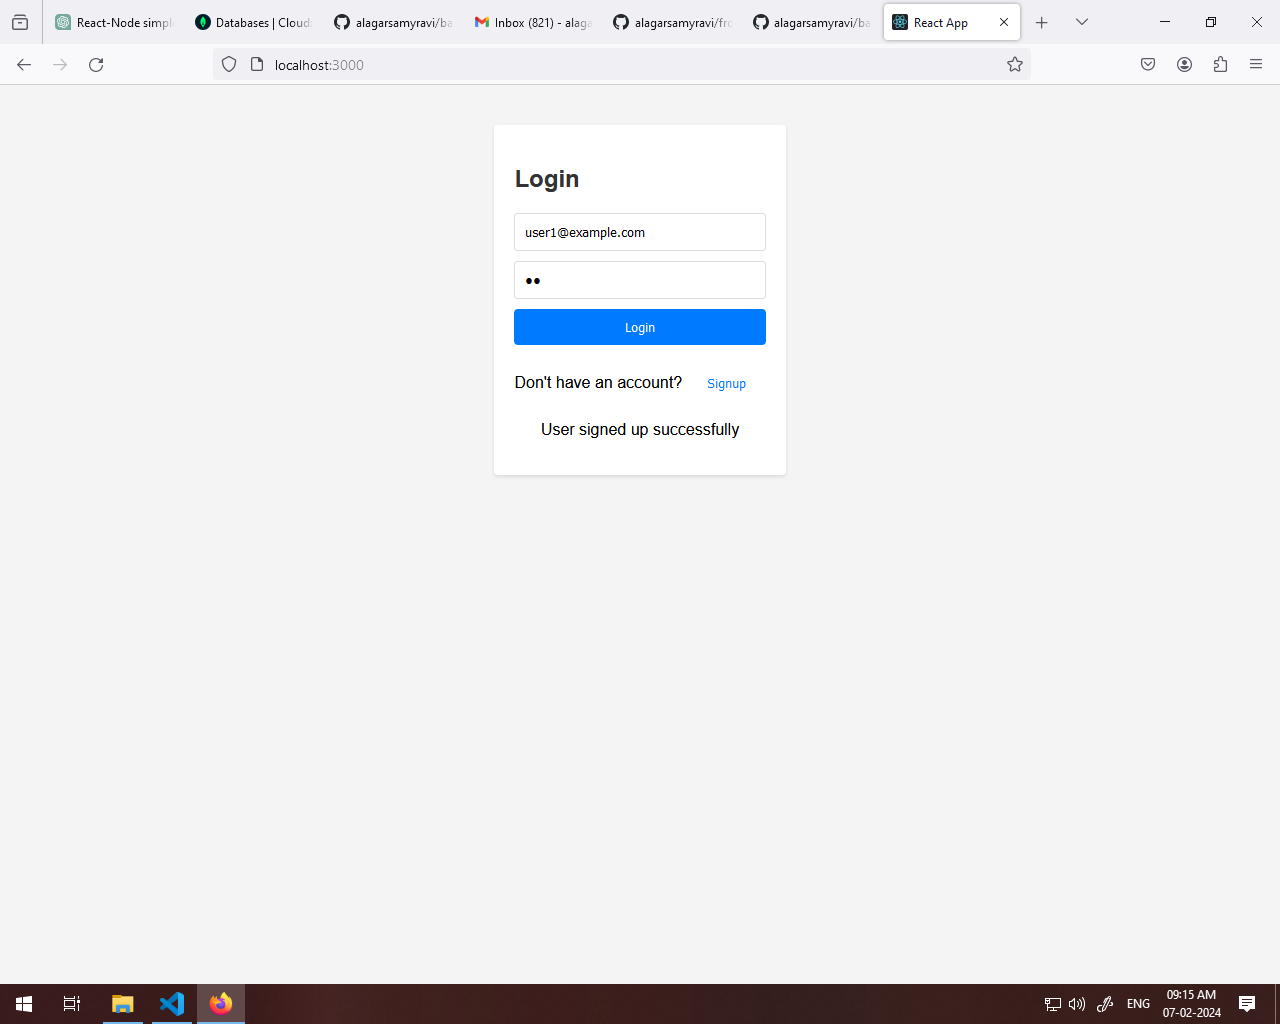 React-Node simple
Databases | Cloud
alagarsamyravi/ba
Inbox (821) - alaga
alagarsamyravi/fro
alagarsamyravi/ba
React App
localhost:3000
Login
user1@example.com
Login
Don't have an account? Signup
User signed up successfully
ENG
09:15 AM
07-02-2024